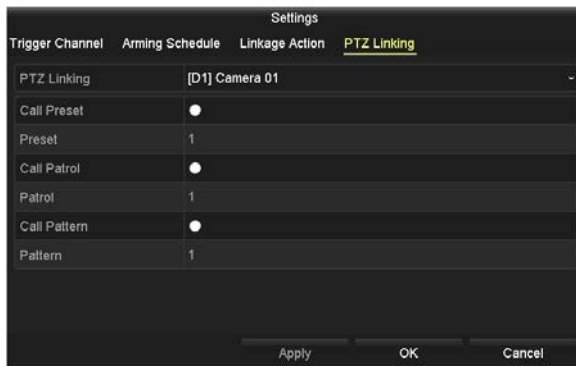 Settings
Trigger Channel Arming Schedule Linkage Action PTZ Linking
PTZ Linking [D1] Camera 01
Call Preset
Preset 1
Call Patrol
Patrol 1
Call Pattern
Pattern 1
Apply OK Cancel